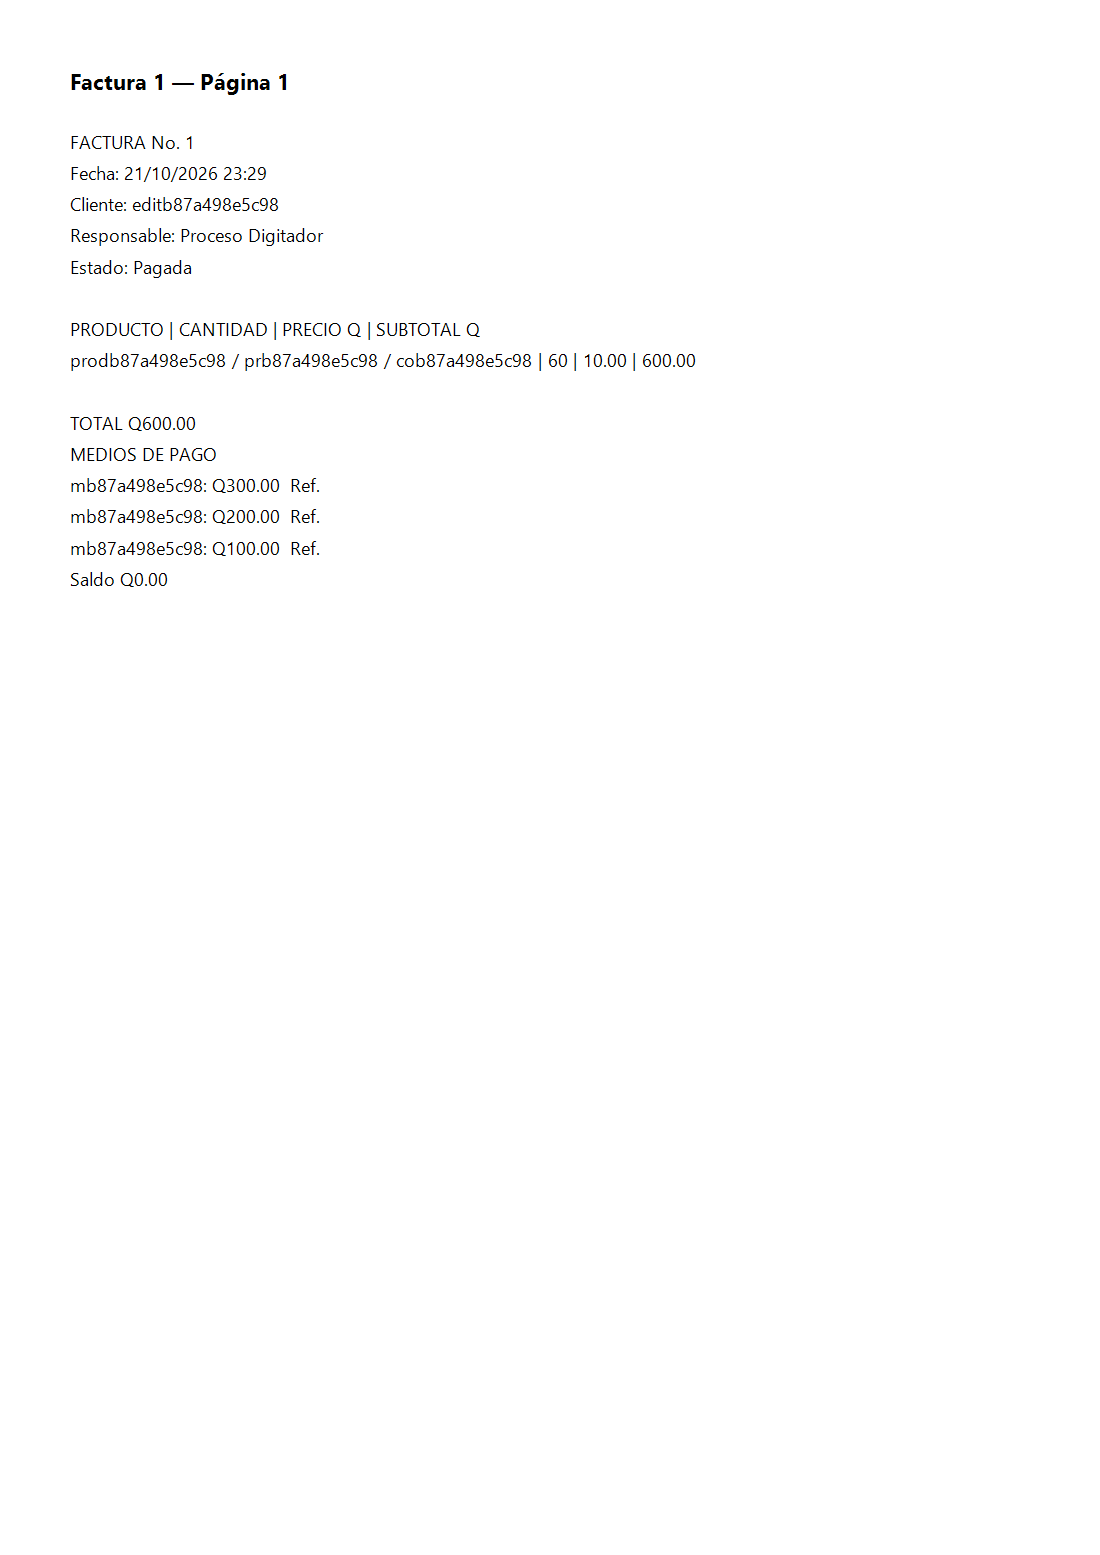 Factura 1 — Página 1
FACTURA No. 1
Fecha: 21/10/2026 23:29
Cliente: editb87a498e5c98
Responsable: Proceso Digitador
Estado: Pagada
PRODUCTO | CANTIDAD | PRECIO Q | SUBTOTAL Q
prodb87a498e5c98 / prb87a498e5c98 / cob87a498e5c98 | 60 | 10.00 | 600.00
TOTAL Q600.00
MEDIOS DE PAGO
mb87a498e5c98: Q300.00  Ref.
mb87a498e5c98: Q200.00  Ref.
mb87a498e5c98: Q100.00  Ref.
Saldo Q0.00